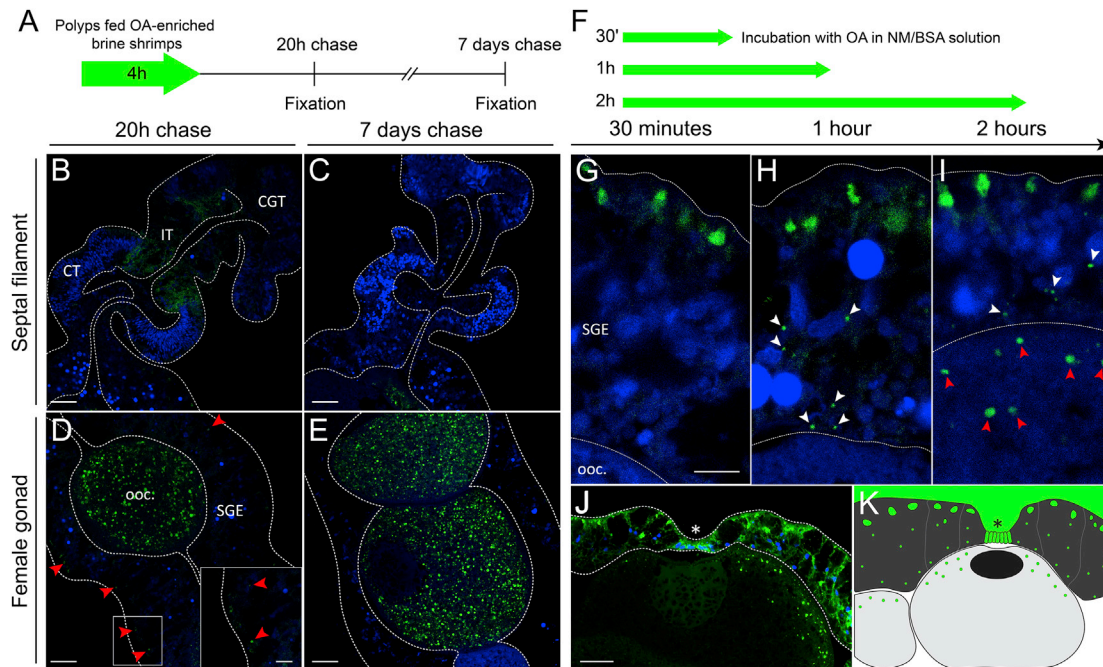 A
Polyps fed OA-enriched
brine shrimps
4h
20h chase
7 days chase
Fixation
Fixation
20h chase
7 days chase
Septal filament
B
IT
CGT
CT
C
Female gonad
D
ooc.
SGE
E
F
30'
Incubation with OA in NM/BSA solution
1h
2h
30 minutes
1 hour
2 hours
G
SGE
ooc.
H
I
J
*
K
*